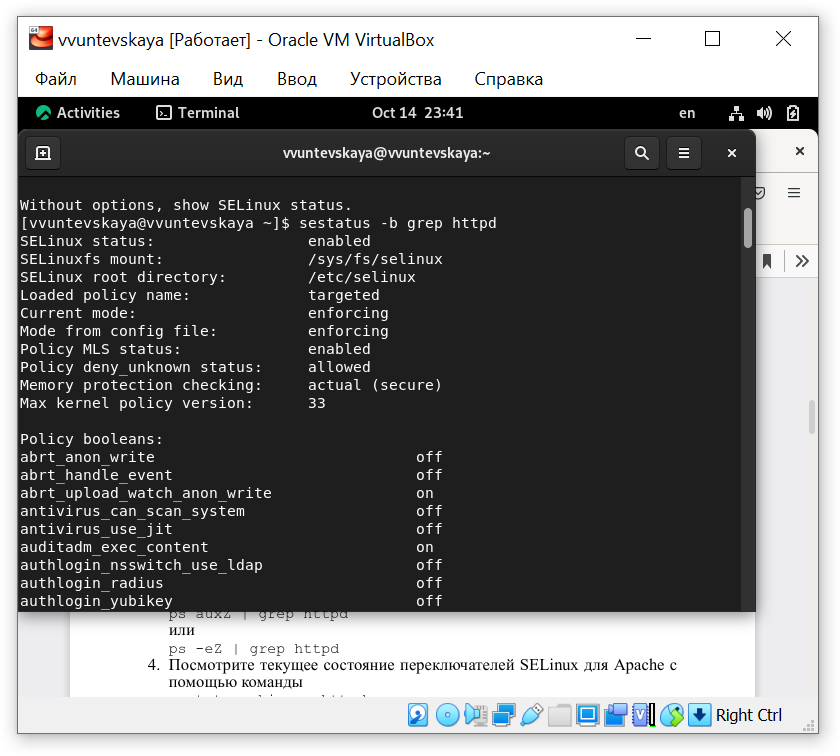 vvuntevskaya [Работает] - Oracle VM VirtualBox
Файл Машина Вид Ввод Устройства Справка
Activities Terminal Oct 14 23:41 en
vvuntevskaya@vvuntevskaya:~
Without options, show SELinux status.
[vvuntevskaya@vvuntevskaya ~]$ sestatus -b grep httpd
SELinux status: enabled
SELinuxfs mount: /sys/fs/selinux
SELinux root directory: /etc/selinux
Loaded policy name: targeted
Current mode: enforcing
Mode from config file: enforcing
Policy MLS status: enabled
Policy deny_unknown status: allowed
Memory protection checking: actual (secure)
Max kernel policy version: 33
Policy booleans:
abrt_anon_write off
abrt_handle_event off
abrt_upload_watch_anon_write on
antivirus_can_scan_system off
antivirus_use_jit off
auditadm_exec_content on
authlogin_nsswitch_use_ldap off
authlogin_radius off
authlogin_yubikey off
ps auxZ | grep httpd
или
ps -eZ | grep httpd
4. Посмотрите текущее состояние переключателей SELinux для Apache с
помощью команды
Right Ctrl